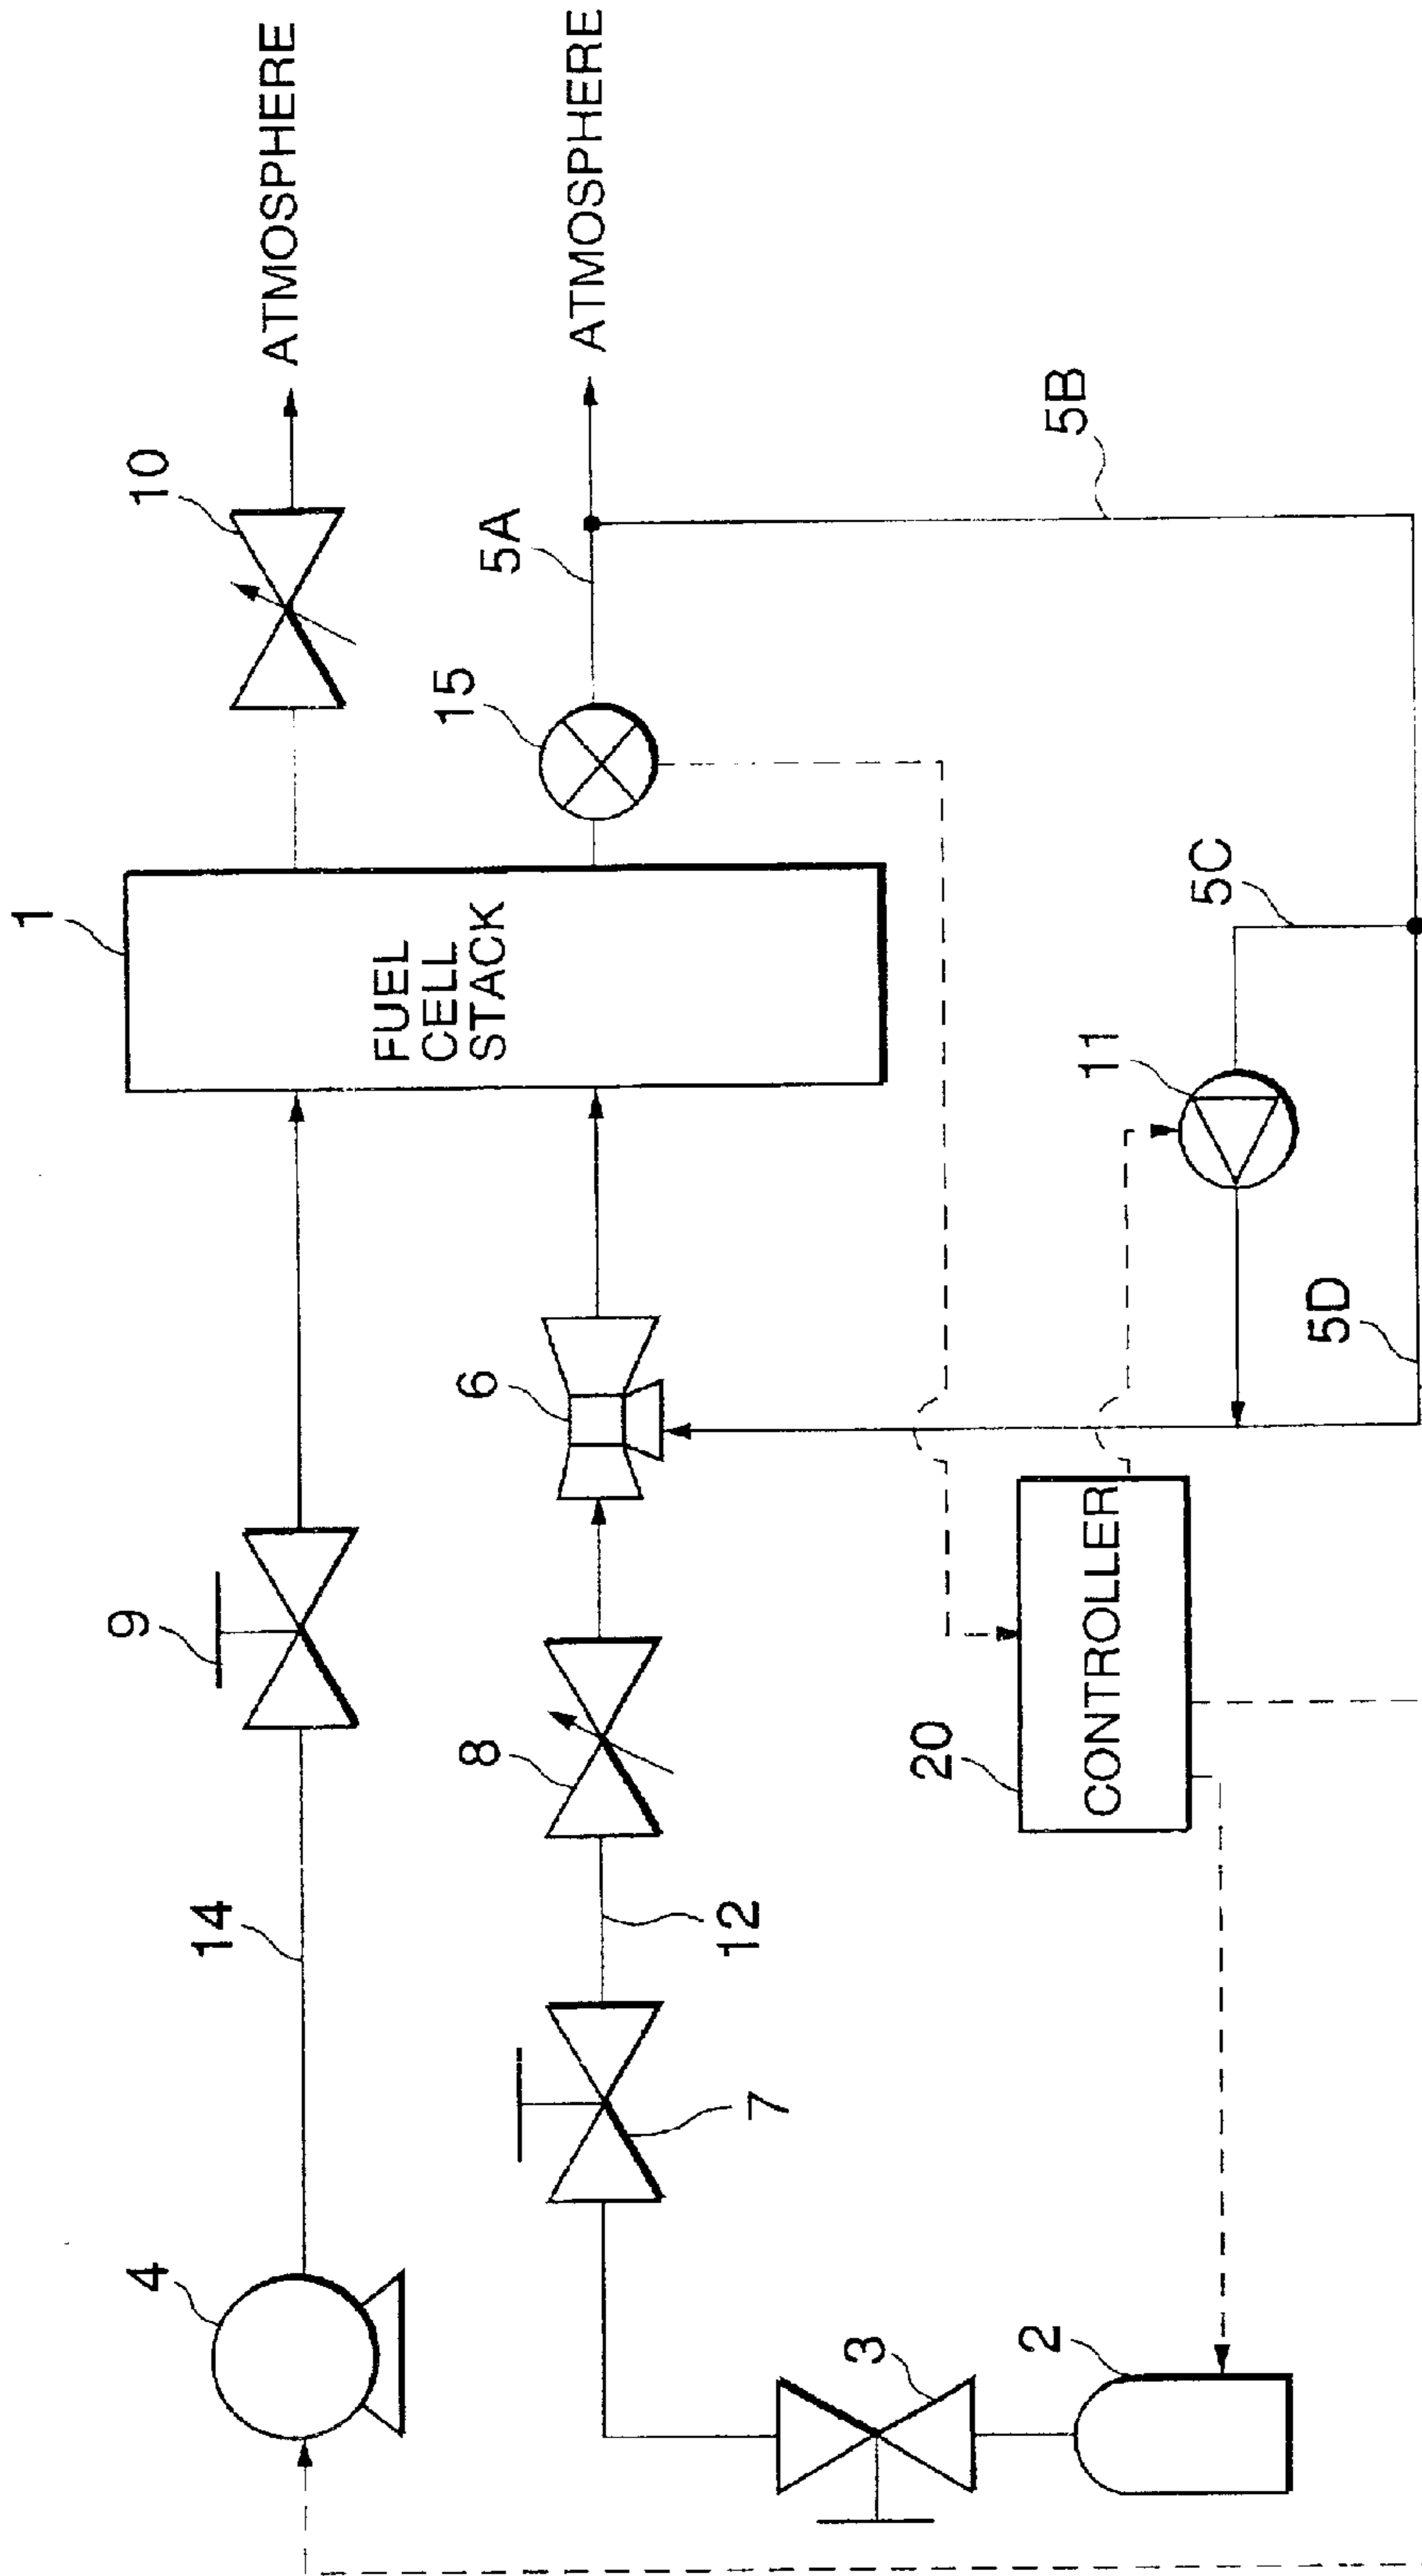 ATMOSPHERE
10
1
FUEL
CELL
STACK
9
14
4
ATMOSPHERE
5A
15
6
8
12
7
3
5B
5C
11
5D
20
CONTROLLER
2